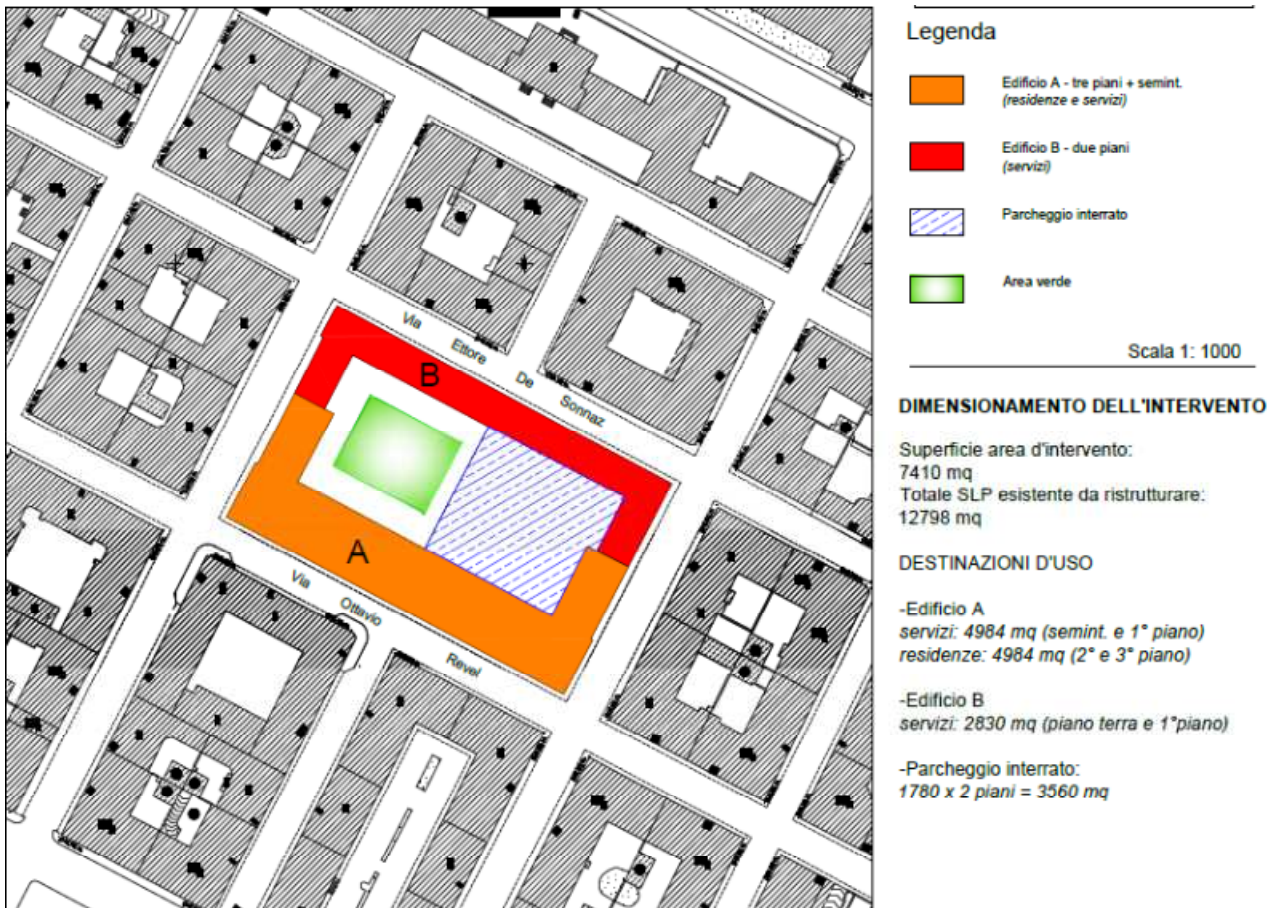 Via
Ettore
De
Sonnaz
B
A
Via
Ottavio
Revel
Legenda
Edificio A - tre piani + semint.
(residenze e servizi)
Edificio B - due piani
(servizi)
Parcheggio interrato
Area verde
Scala 1: 1000
DIMENSIONAMENTO DELL'INTERVENTO
Superficie area d'intervento:
7410 mq
Totale SLP esistente da ristrutturare:
12798 mq
DESTINAZIONI D'USO
-Edificio A
servizi: 4984 mq (semint. e 1° piano)
residenze: 4984 mq (2° e 3° piano)
-Edificio B
servizi: 2830 mq (piano terra e 1°piano)
-Parcheggio interrato:
1780 x 2 piani = 3560 mq